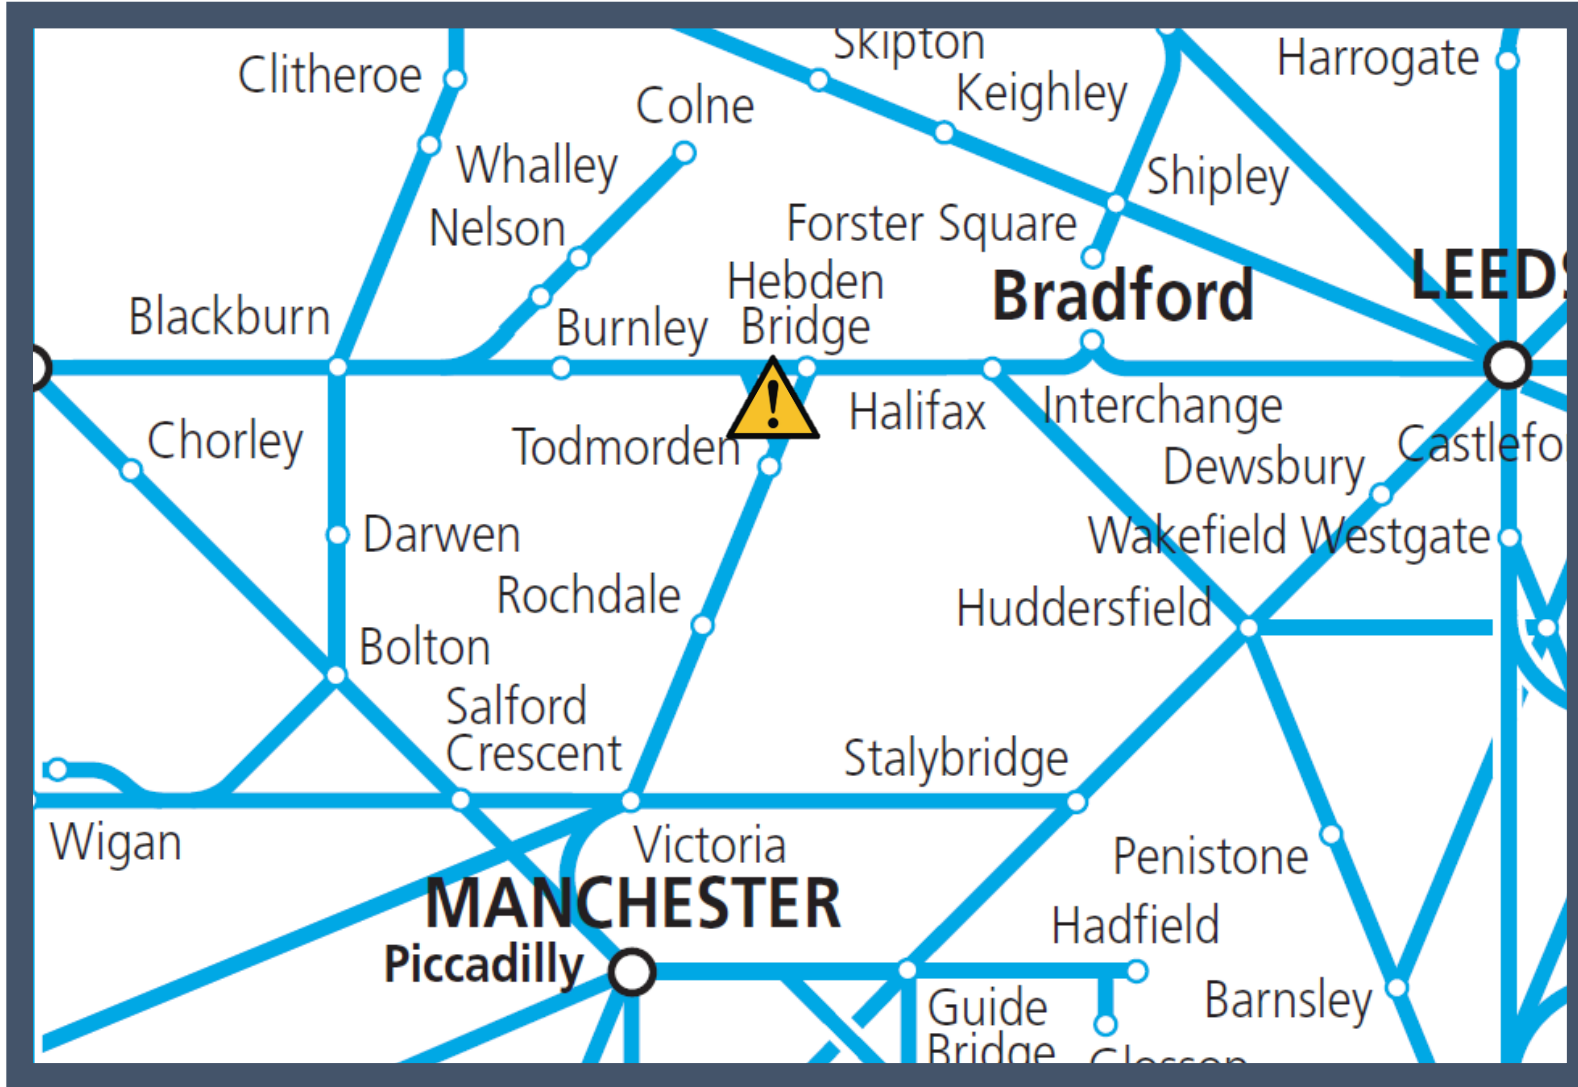 Skipton
Harrogate
Clitheroe
Keighley
Colne
Whalley
Shipley
Nelson
Forster Square
Hebden
Bridge
Bradford
LEEDS
Blackburn
Burnley
!
Halifax
Interchange
Chorley
Todmorden
Castlefo
Dewsbury
Darwen
Wakefield Westgate
Rochdale
Huddersfield
Bolton
Salford
Crescent
Stalybridge
Wigan
Victoria
Penistone
MANCHESTER
Hadfield
Piccadilly
Guide
Bridge
Barnsley
Glossop